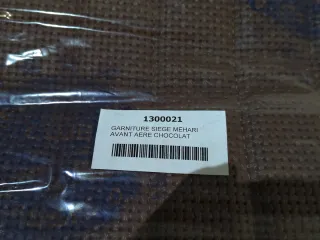 1300021
GARNITURE SIEGE MEHARI
AVANT AERE CHOCOLAT